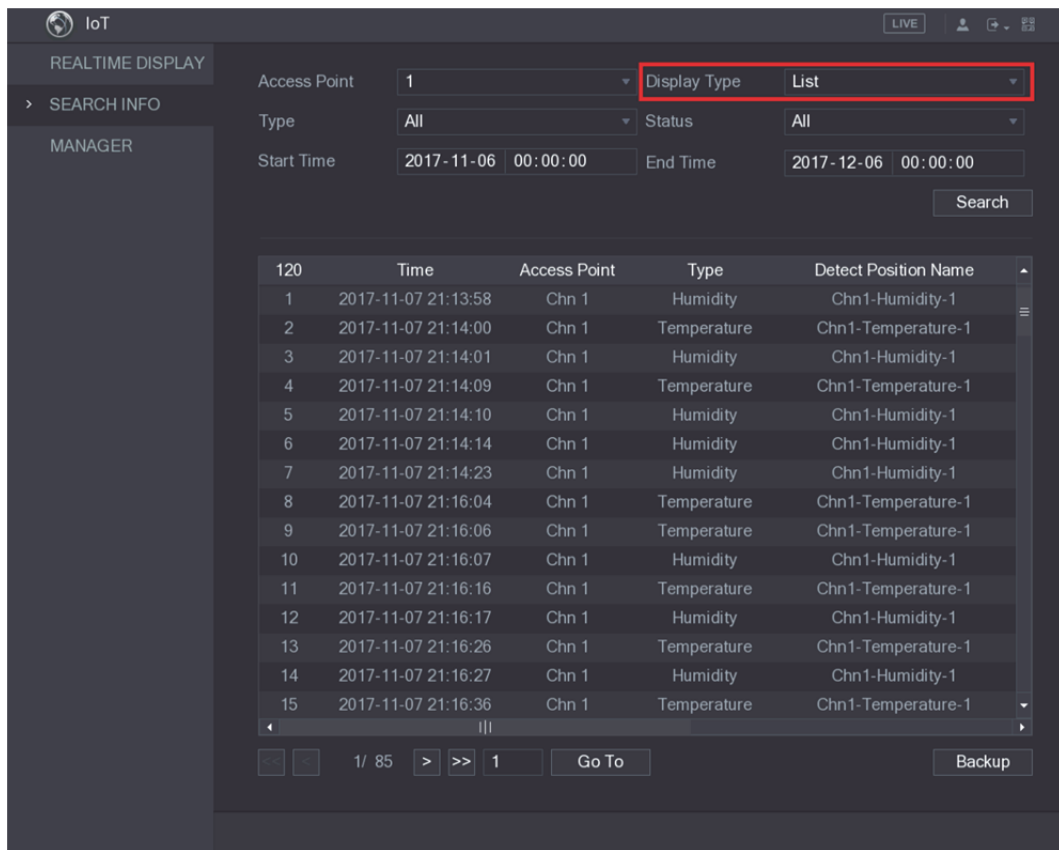 IoT LIVE
REALTIME DISPLAY
> SEARCH INFO
MANAGER
Access Point 1 Display Type List
Type All Status All
Start Time 2017-11-06 00:00:00 End Time 2017-12-06 00:00:00
Search
120 Time Access Point Type Detect Position Name
1 2017-11-07 21:13:58 Chn 1 Humidity Chn1-Humidity-1
2 2017-11-07 21:14:00 Chn 1 Temperature Chn1-Temperature-1
3 2017-11-07 21:14:01 Chn 1 Humidity Chn1-Humidity-1
4 2017-11-07 21:14:09 Chn 1 Temperature Chn1-Temperature-1
5 2017-11-07 21:14:10 Chn 1 Humidity Chn1-Humidity-1
6 2017-11-07 21:14:14 Chn 1 Humidity Chn1-Humidity-1
7 2017-11-07 21:14:23 Chn 1 Humidity Chn1-Humidity-1
8 2017-11-07 21:16:04 Chn 1 Temperature Chn1-Temperature-1
9 2017-11-07 21:16:06 Chn 1 Temperature Chn1-Temperature-1
10 2017-11-07 21:16:07 Chn 1 Humidity Chn1-Humidity-1
11 2017-11-07 21:16:16 Chn 1 Temperature Chn1-Temperature-1
12 2017-11-07 21:16:17 Chn 1 Humidity Chn1-Humidity-1
13 2017-11-07 21:16:26 Chn 1 Temperature Chn1-Temperature-1
14 2017-11-07 21:16:27 Chn 1 Humidity Chn1-Humidity-1
15 2017-11-07 21:16:36 Chn 1 Temperature Chn1-Temperature-1
<< < 1/ 85 > >> 1 Go To Backup